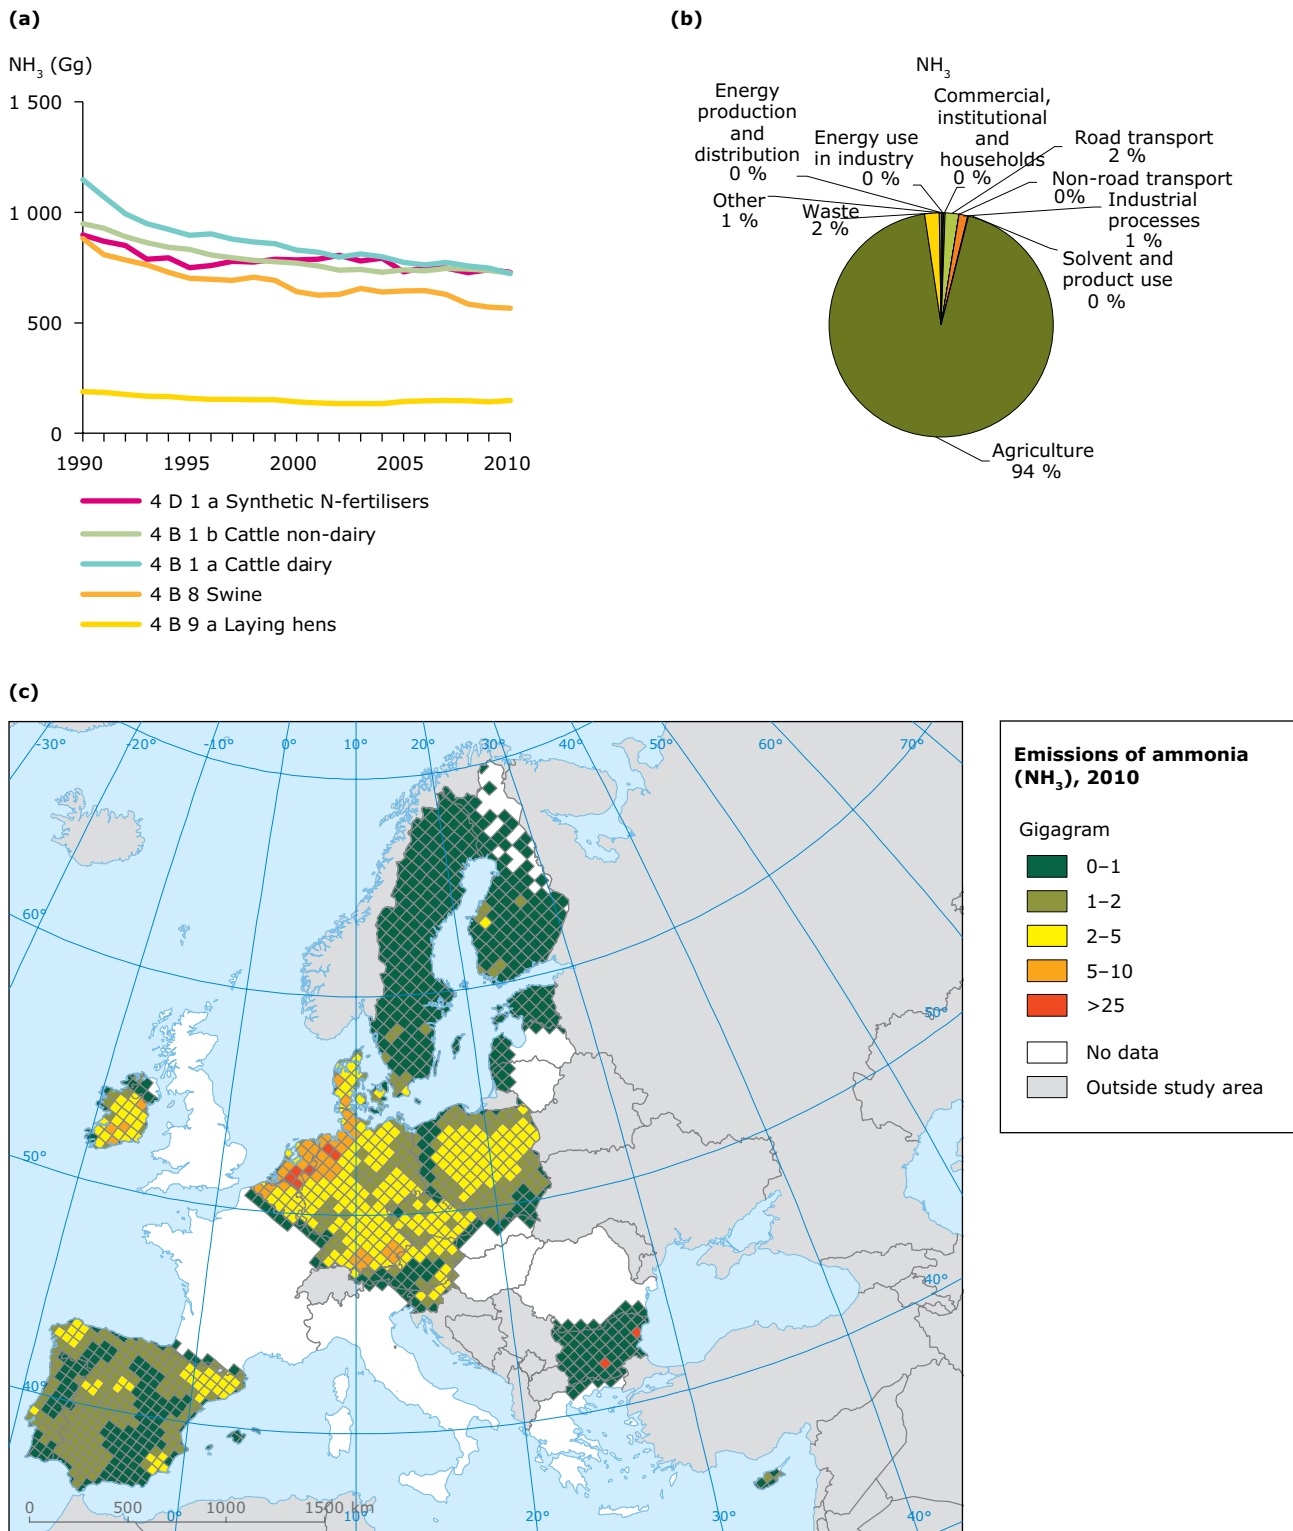 (a)
NH3 (Gg)
1 500
1 000
500
0
1990
1995
2000
2005
2010
4 D 1 a Synthetic N-fertilisers
4 B 1 b Cattle non-dairy
4 B 1 a Cattle dairy
4 B 8 Swine
4 B 9 a Laying hens
(b)
NH3
Energy
production
and
distribution
0 %
Energy use
in industry
0 %
Commercial,
institutional
and
households
0 %
Road transport
2 %
Non-road transport
0%
Industrial
processes
1 %
Solvent and
product use
0 %
Other
1 %
Waste
2 %
Agriculture
94 %
(c)
-30°
-20°
-10°
0°
10°
20°
30°
40°
50°
60°
70°
60°
50°
50°
40°
40°
0
500
1000
1500 km
0°
10°
20°
30°
40°
Emissions of ammonia
(NH3), 2010
Gigagram
0–1
1–2
2–5
5–10
>25
No data
Outside study area